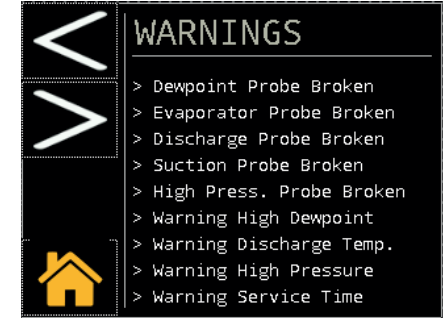 WARNINGS
> Dewpoint Probe Broken
> Evaporator Probe Broken
> Discharge Probe Broken
> Suction Probe Broken
> High Press. Probe Broken
> Warning High Dewpoint
> Warning Discharge Temp.
> Warning High Pressure
> Warning Service Time